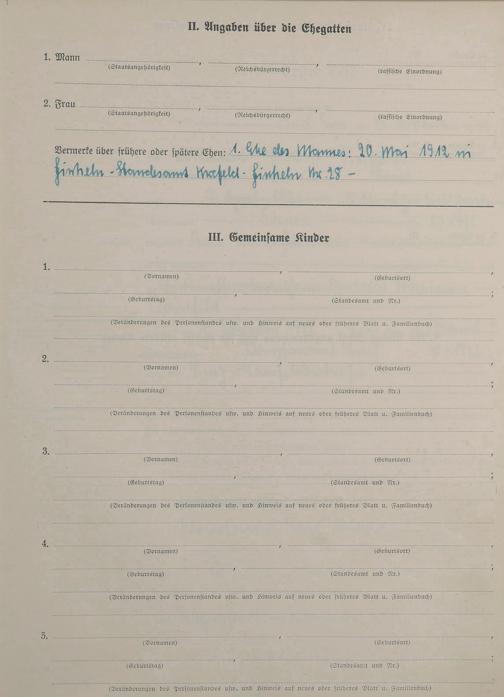 II. Angaben über die Ehegatten
1. Mann , ,
(Staatsangehörigkeit) (Reichsbürgerrecht) (rassische Einordnung)
2. Frau , ,
(Staatsangehörigkeit) (Reichsbürgerrecht) (rassische Einordnung)
Vermerke über frühere oder spätere Ehen: 1. Ehe des Mannes: 20. Mai 1912 in
Finheln - Standesamt Krefeld - Finheln Nr. 28 -
III. Gemeinsame Kinder
1. , ,
(Vornamen) (Geburtsort)
, ;
(Geburtstag) (Standesamt und Nr.)
(Veränderungen des Personenstandes usw. und Hinweis auf neues oder früheres Blatt u. Familienbuch)
2. , ,
(Vornamen) (Geburtsort)
, ;
(Geburtstag) (Standesamt und Nr.)
(Veränderungen des Personenstandes usw. und Hinweis auf neues oder früheres Blatt u. Familienbuch)
3. , ,
(Vornamen) (Geburtsort)
, ;
(Geburtstag) (Standesamt und Nr.)
(Veränderungen des Personenstandes usw. und Hinweis auf neues oder früheres Blatt u. Familienbuch)
4. , ,
(Vornamen) (Geburtsort)
, ;
(Geburtstag) (Standesamt und Nr.)
(Veränderungen des Personenstandes usw. und Hinweis auf neues oder früheres Blatt u. Familienbuch)
5. , ,
(Vornamen) (Geburtsort)
, ;
(Geburtstag) (Standesamt und Nr.)
(Veränderungen des Personenstandes usw. und Hinweis auf neues oder früheres Blatt u. Familienbuch)